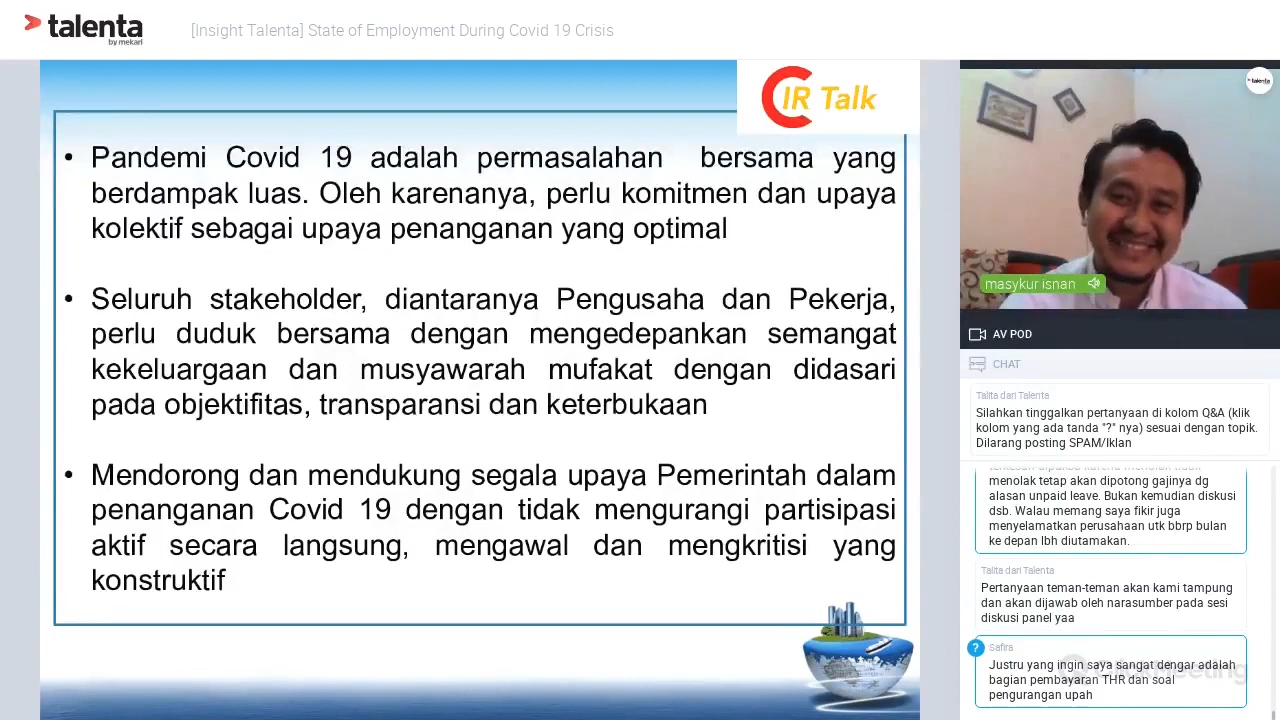 talenta
by mekari
[Insight Talenta] State of Employment During Covid 19 Crisis
IR Talk
• Pandemi Covid 19 adalah permasalahan bersama yang
berdampak luas. Oleh karenanya, perlu komitmen dan upaya
kolektif sebagai upaya penanganan yang optimal
• Seluruh stakeholder, diantaranya Pengusaha dan Pekerja,
perlu duduk bersama dengan mengedepankan semangat
kekeluargaan dan musyawarah mufakat dengan didasari
pada objektifitas, transparansi dan keterbukaan
• Mendorong dan mendukung segala upaya Pemerintah dalam
penanganan Covid 19 dengan tidak mengurangi partisipasi
aktif secara langsung, mengawal dan mengkritisi yang
konstruktif
talenta
masykur isnan
AV POD
CHAT
Talita dari Talenta
Silahkan tinggalkan pertanyaan di kolom Q&A (klik
kolom yang ada tanda "?" nya) sesuai dengan topik.
Dilarang posting SPAM/Iklan
menolak tetap akan dipotong gajinya dg
alasan unpaid leave. Bukan kemudian diskusi
dsb. Walau memang saya fikir juga
menyelamatkan perusahaan utk bbrp bulan
ke depan lbh diutamakan.
Talita dari Talenta
Pertanyaan teman-teman akan kami tampung
dan akan dijawab oleh narasumber pada sesi
diskusi panel yaa
?
Safira
Justru yang ingin saya sangat dengar adalah
bagian pembayaran THR dan soal
pengurangan upah